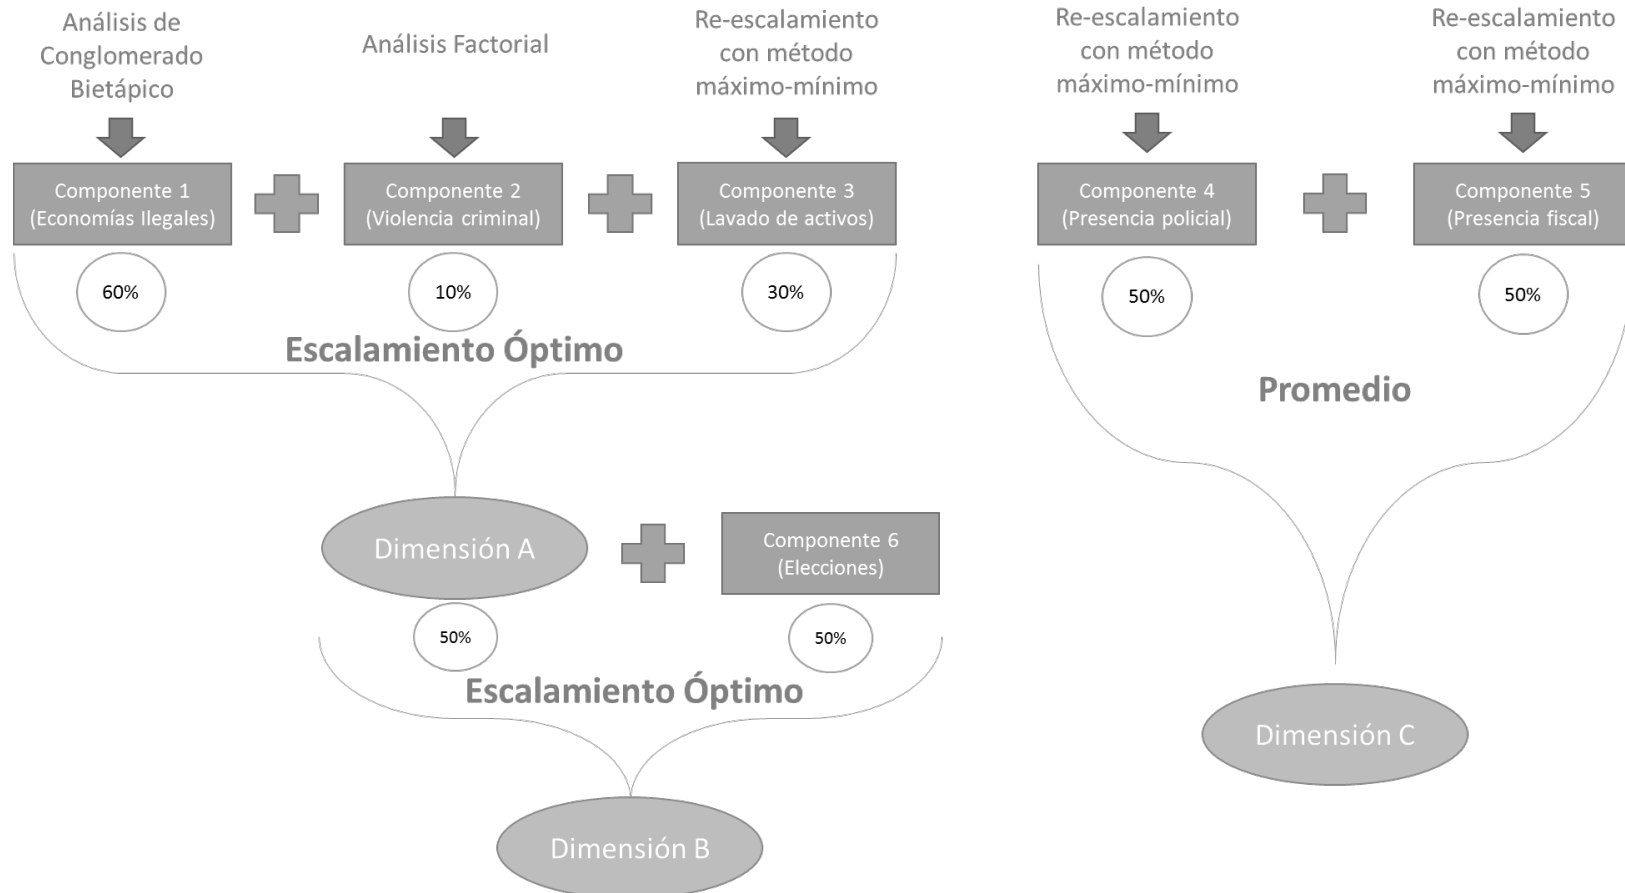 Análisis de
Conglomerado
Bietápico
Análisis Factorial
Re-escalamiento
con método
máximo-mínimo
Re-escalamiento
con método
máximo-mínimo
Re-escalamiento
con método
máximo-mínimo
Componente 1
(Economías Ilegales)
Componente 2
(Violencia criminal)
Componente 3
(Lavado de activos)
Componente 4
(Presencia policial)
Componente 5
(Presencia fiscal)
60%
10%
30%
50%
50%
Escalamiento Óptimo
Promedio
Dimensión A
Componente 6
(Elecciones)
50%
50%
Escalamiento Óptimo
Dimensión C
Dimensión B